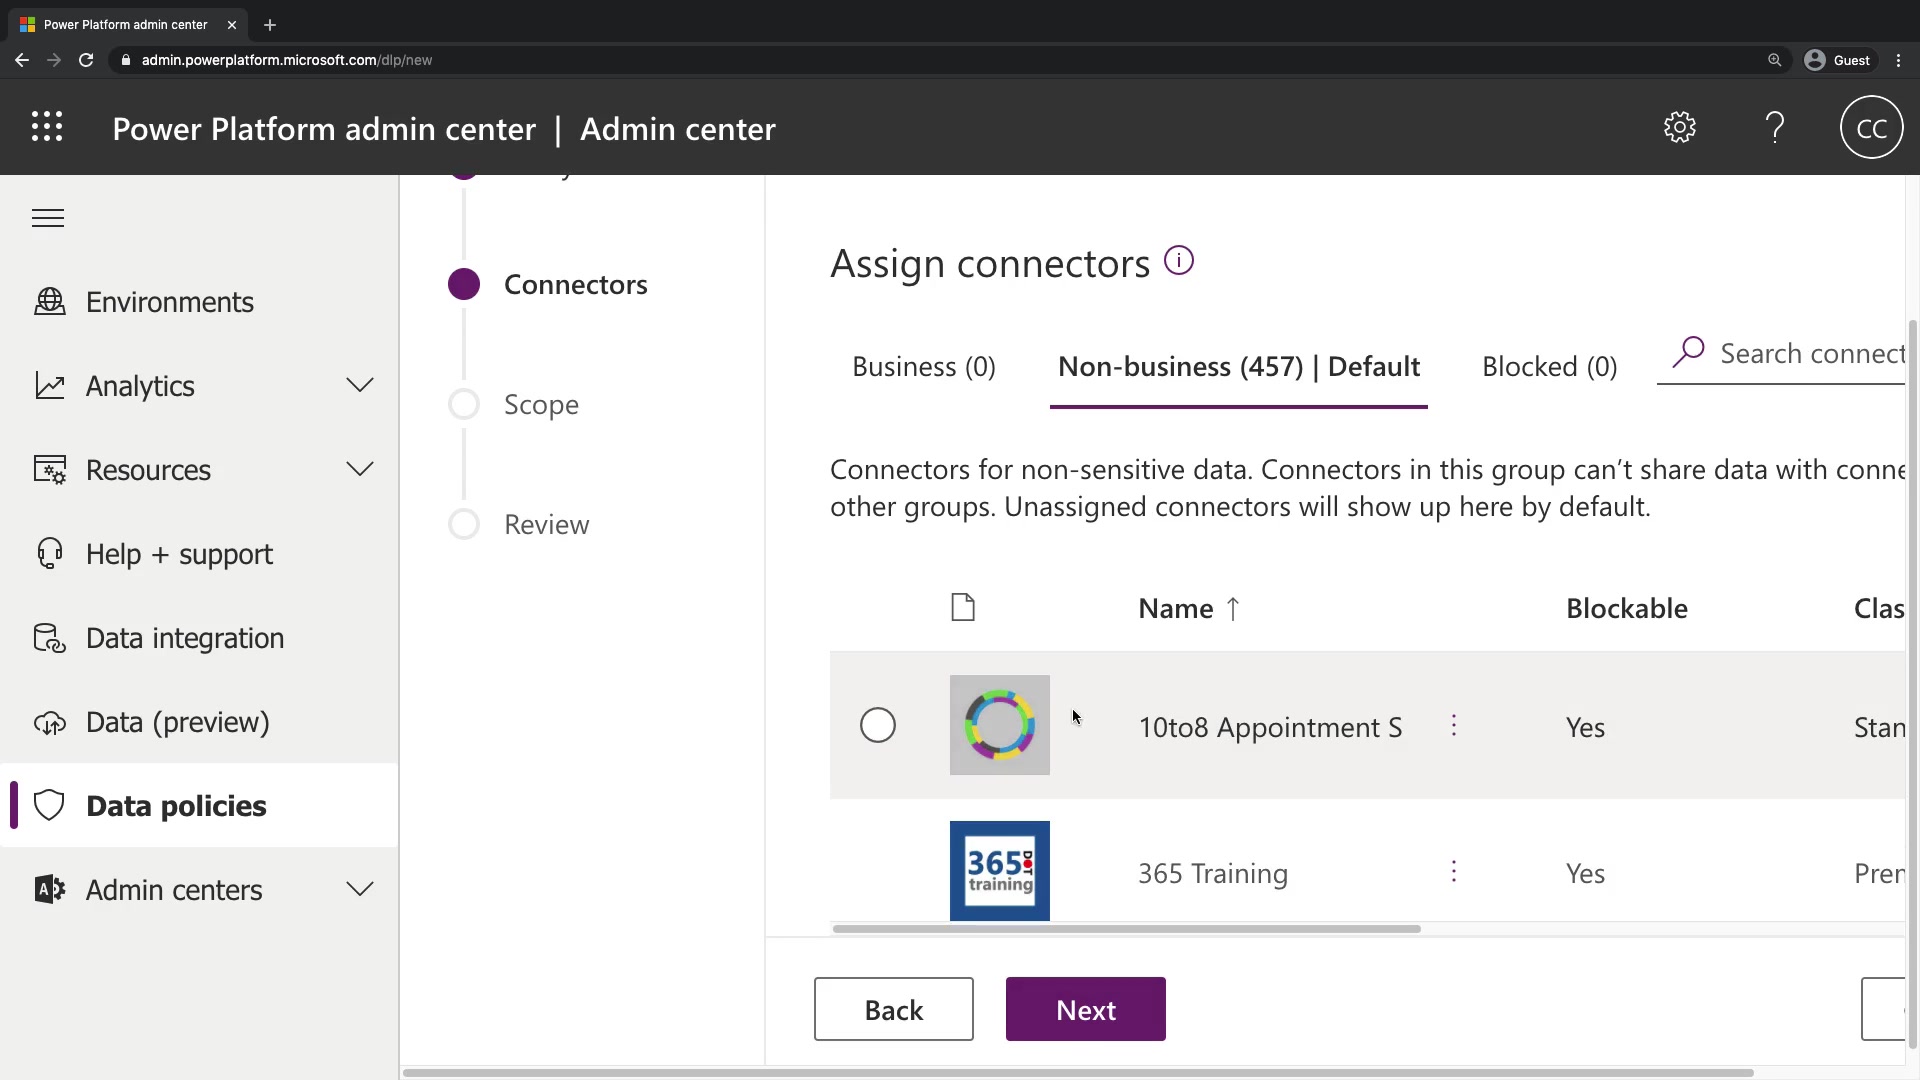 Power Platform admin center
admin.powerplatform.microsoft.com/dlp/new
Guest
Power Platform admin center | Admin center
CC
Environments
Analytics
Resources
Help + support
Data integration
Data (preview)
Data policies
Admin centers
Connectors
Scope
Review
Assign connectors
Business (0)
Non-business (457) | Default
Blocked (0)
Search connect
Connectors for non-sensitive data. Connectors in this group can't share data with conne
other groups. Unassigned connectors will show up here by default.
Name ↑
Blockable
Clas
10to8 Appointment S
Yes
Stan
365 DOT training
365 Training
Yes
Prem
Back
Next